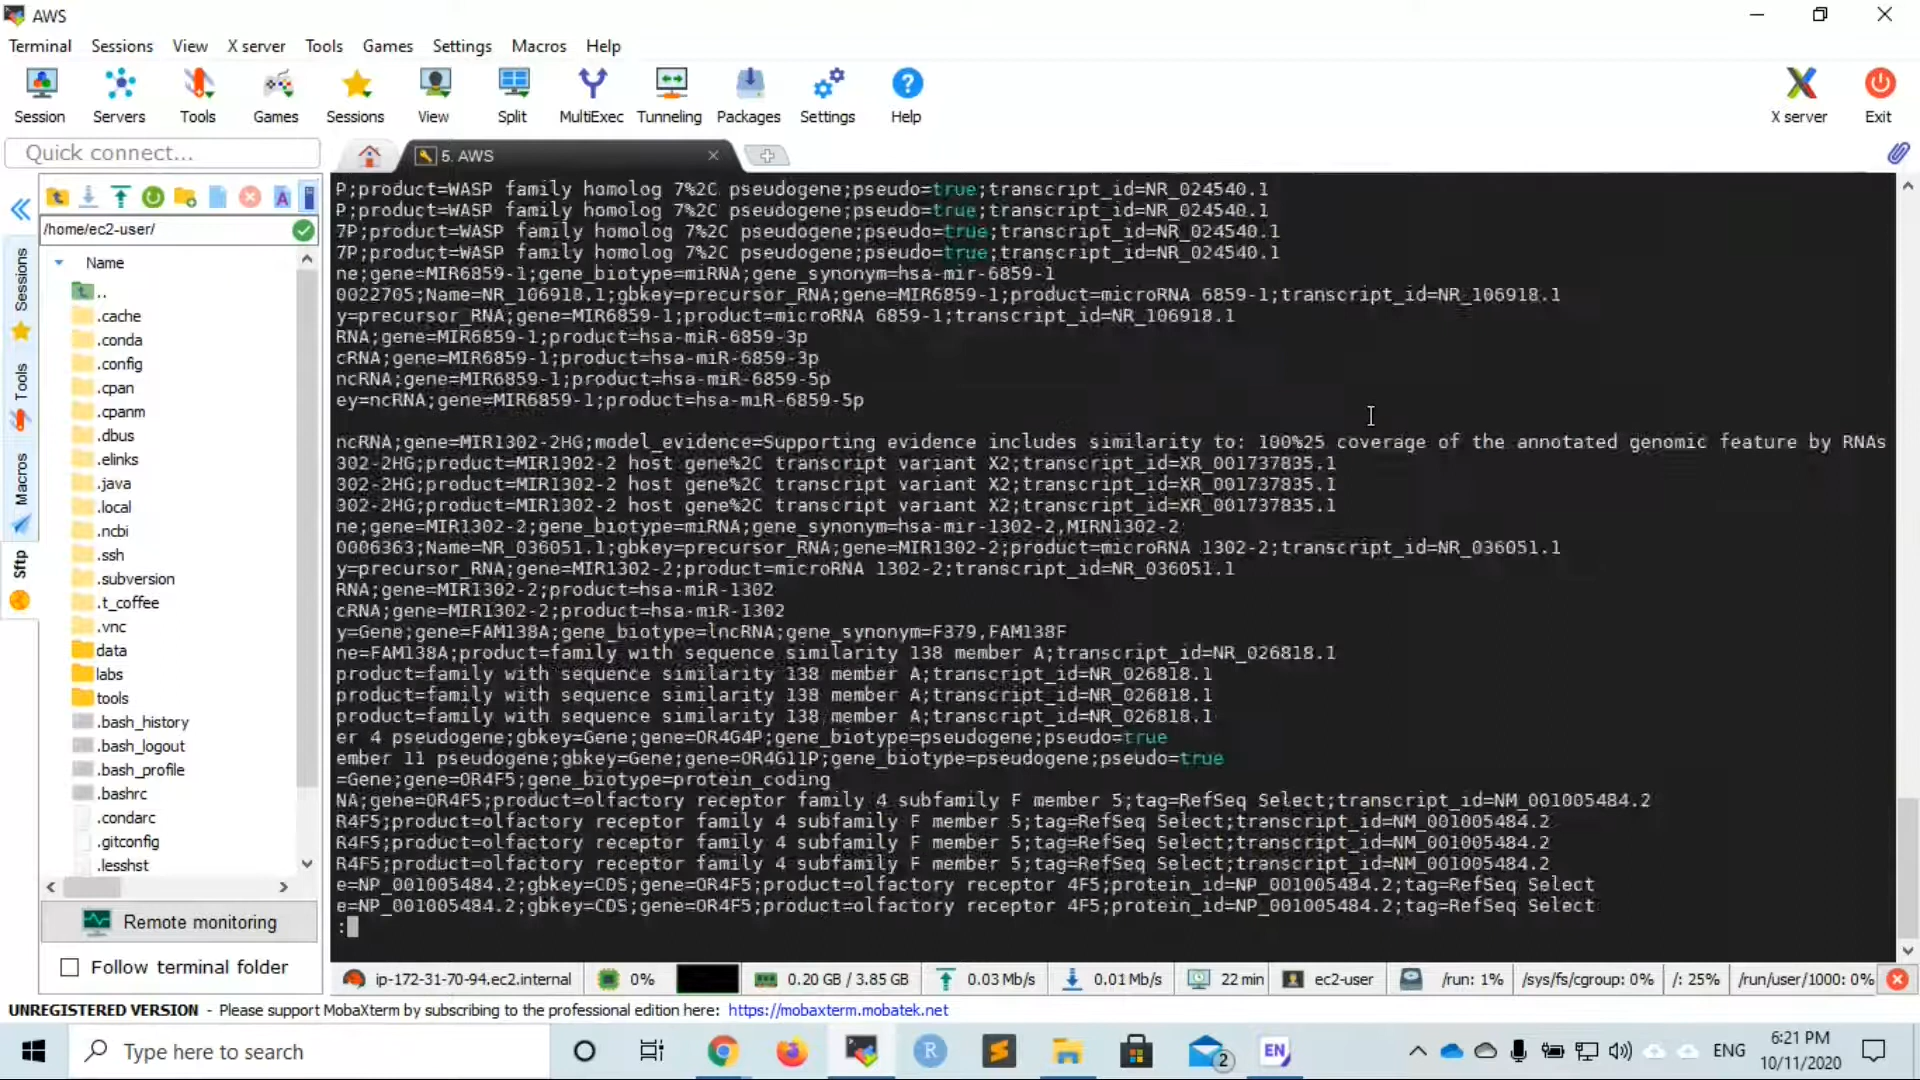 AWS
Terminal Sessions View X server Tools Games Settings Macros Help
Session Servers Tools Games Sessions View Split MultiExec Tunneling Packages Settings Help X server Exit
Quick connect...
5. AWS
/home/ec2-user/
Name
..
.cache
.conda
.config
.cpan
.cpanm
.dbus
.elinks
.java
.local
.ncbi
.ssh
.subversion
.t_coffee
.vnc
data
labs
tools
.bash_history
.bash_logout
.bash_profile
.bashrc
.condarc
.gitconfig
.lesshst
Sessions
Tools
Macros
Sftp
Remote monitoring
Follow terminal folder
P;product=WASP family homolog 7%2C pseudogene;pseudo=true;transcript_id=NR_024540.1
P;product=WASP family homolog 7%2C pseudogene;pseudo=true;transcript_id=NR_024540.1
7P;product=WASP family homolog 7%2C pseudogene;pseudo=true;transcript_id=NR_024540.1
7P;product=WASP family homolog 7%2C pseudogene;pseudo=true;transcript_id=NR_024540.1
ne;gene=MIR6859-1;gene_biotype=miRNA;gene_synonym=hsa-mir-6859-1
0022705;Name=NR_106918.1;gbkey=precursor_RNA;gene=MIR6859-1;product=microRNA 6859-1;transcript_id=NR_106918.1
y=precursor_RNA;gene=MIR6859-1;product=microRNA 6859-1;transcript_id=NR_106918.1
RNA;gene=MIR6859-1;product=hsa-miR-6859-3p
cRNA;gene=MIR6859-1;product=hsa-miR-6859-3p
ncRNA;gene=MIR6859-1;product=hsa-miR-6859-5p
ey=ncRNA;gene=MIR6859-1;product=hsa-miR-6859-5p
ncRNA;gene=MIR1302-2HG;model_evidence=Supporting evidence includes similarity to: 100%25 coverage of the annotated genomic feature by RNAs
302-2HG;product=MIR1302-2 host gene%2C transcript variant X2;transcript_id=XR_001737835.1
302-2HG;product=MIR1302-2 host gene%2C transcript variant X2;transcript_id=XR_001737835.1
302-2HG;product=MIR1302-2 host gene%2C transcript variant X2;transcript_id=XR_001737835.1
ne;gene=MIR1302-2;gene_biotype=miRNA;gene_synonym=hsa-mir-1302-2,MIRN1302-2
0006363;Name=NR_036051.1;gbkey=precursor_RNA;gene=MIR1302-2;product=microRNA 1302-2;transcript_id=NR_036051.1
y=precursor_RNA;gene=MIR1302-2;product=microRNA 1302-2;transcript_id=NR_036051.1
RNA;gene=MIR1302-2;product=hsa-miR-1302
cRNA;gene=MIR1302-2;product=hsa-miR-1302
y=Gene;gene=FAM138A;gene_biotype=lncRNA;gene_synonym=F379,FAM138F
ne=FAM138A;product=family with sequence similarity 138 member A;transcript_id=NR_026818.1
product=family with sequence similarity 138 member A;transcript_id=NR_026818.1
product=family with sequence similarity 138 member A;transcript_id=NR_026818.1
product=family with sequence similarity 138 member A;transcript_id=NR_026818.1
er 4 pseudogene;gbkey=Gene;gene=OR4G4P;gene_biotype=pseudogene;pseudo=true
ember 11 pseudogene;gbkey=Gene;gene=OR4G11P;gene_biotype=pseudogene;pseudo=true
=Gene;gene=OR4F5;gene_biotype=protein_coding
NA;gene=OR4F5;product=olfactory receptor family 4 subfamily F member 5;tag=RefSeq Select;transcript_id=NM_001005484.2
R4F5;product=olfactory receptor family 4 subfamily F member 5;tag=RefSeq Select;transcript_id=NM_001005484.2
R4F5;product=olfactory receptor family 4 subfamily F member 5;tag=RefSeq Select;transcript_id=NM_001005484.2
R4F5;product=olfactory receptor family 4 subfamily F member 5;tag=RefSeq Select;transcript_id=NM_001005484.2
e=NP_001005484.2;gbkey=CDS;gene=OR4F5;product=olfactory receptor 4F5;protein_id=NP_001005484.2;tag=RefSeq Select
e=NP_001005484.2;gbkey=CDS;gene=OR4F5;product=olfactory receptor 4F5;protein_id=NP_001005484.2;tag=RefSeq Select
:
ip-172-31-70-94.ec2.internal 0% 0.20 GB / 3.85 GB 0.03 Mb/s 0.01 Mb/s 22 min ec2-user /run: 1% /sys/fs/cgroup: 0% /: 25% /run/user/1000: 0%
UNREGISTERED VERSION - Please support MobaXterm by subscribing to the professional edition here: https://mobaxterm.mobatek.net
Type here to search
R
S
2
EN
ENG
6:21 PM
10/11/2020